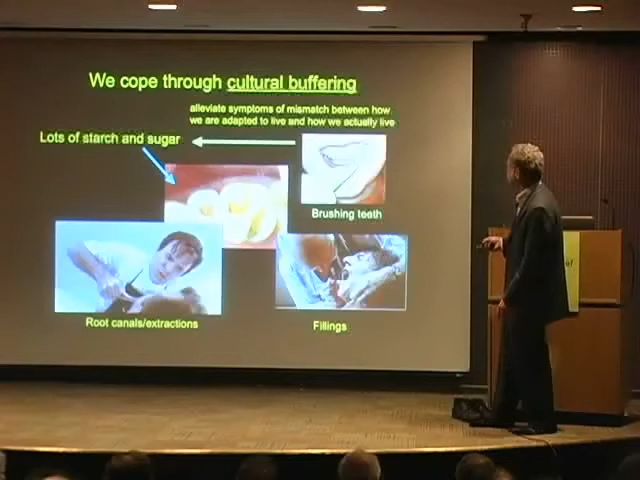 We cope through cultural buffering
alleviate symptoms of mismatch between how
we are adapted to live and how we actually live
Lots of starch and sugar
Brushing teeth
Root canals/extractions
Fillings